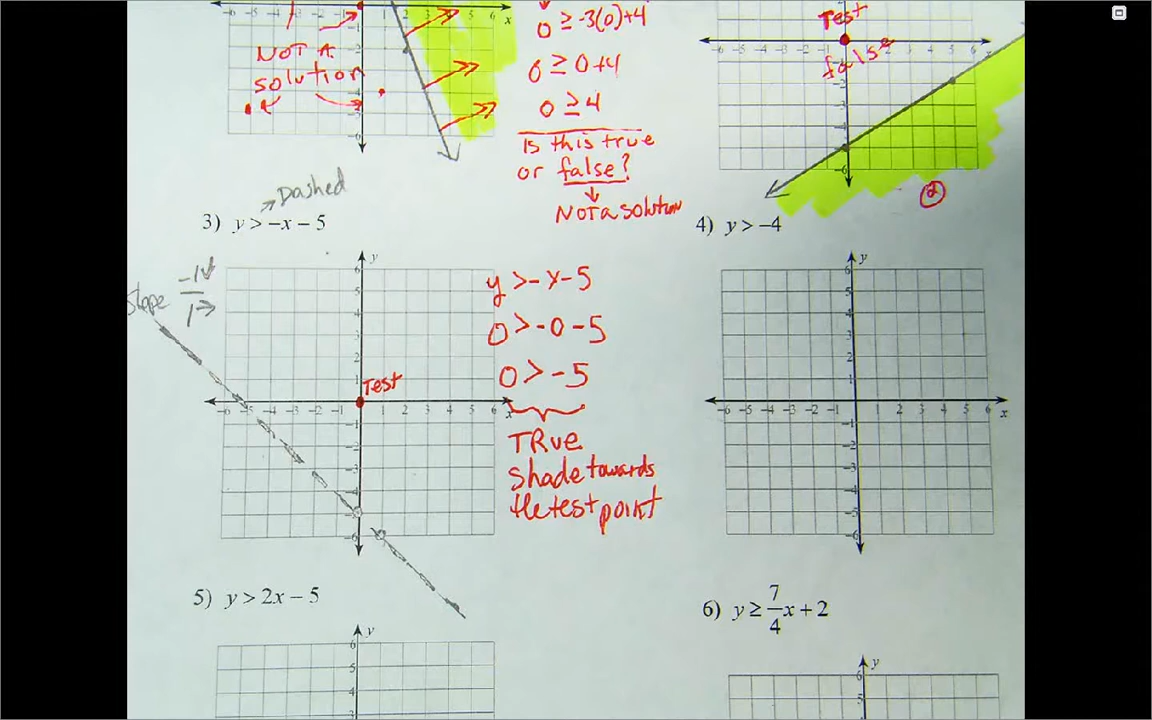 NOT A
solution
0 ≥ -3(0)+4
0 ≥ 0+4
0 ≥ 4
Is this true
or false?
Not a solution
Test
false
2
Dashed
3) y > −x − 5
Slope -1/1
y > -x-5
0 > -0-5
0 > -5
Test
TRue
shade towards
the test point
4) y > −4
5) y > 2x − 5
6) y ≥ 7/4 x + 2